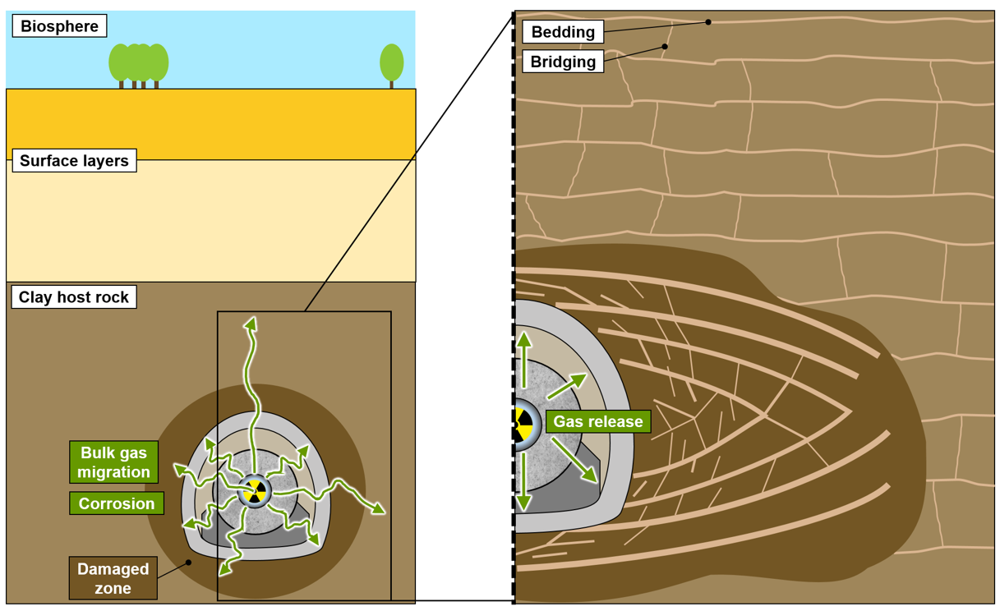 Biosphere
Surface layers
Clay host rock
Bulk gas
migration
Corrosion
Damaged
zone
Bedding
Bridging
Gas release